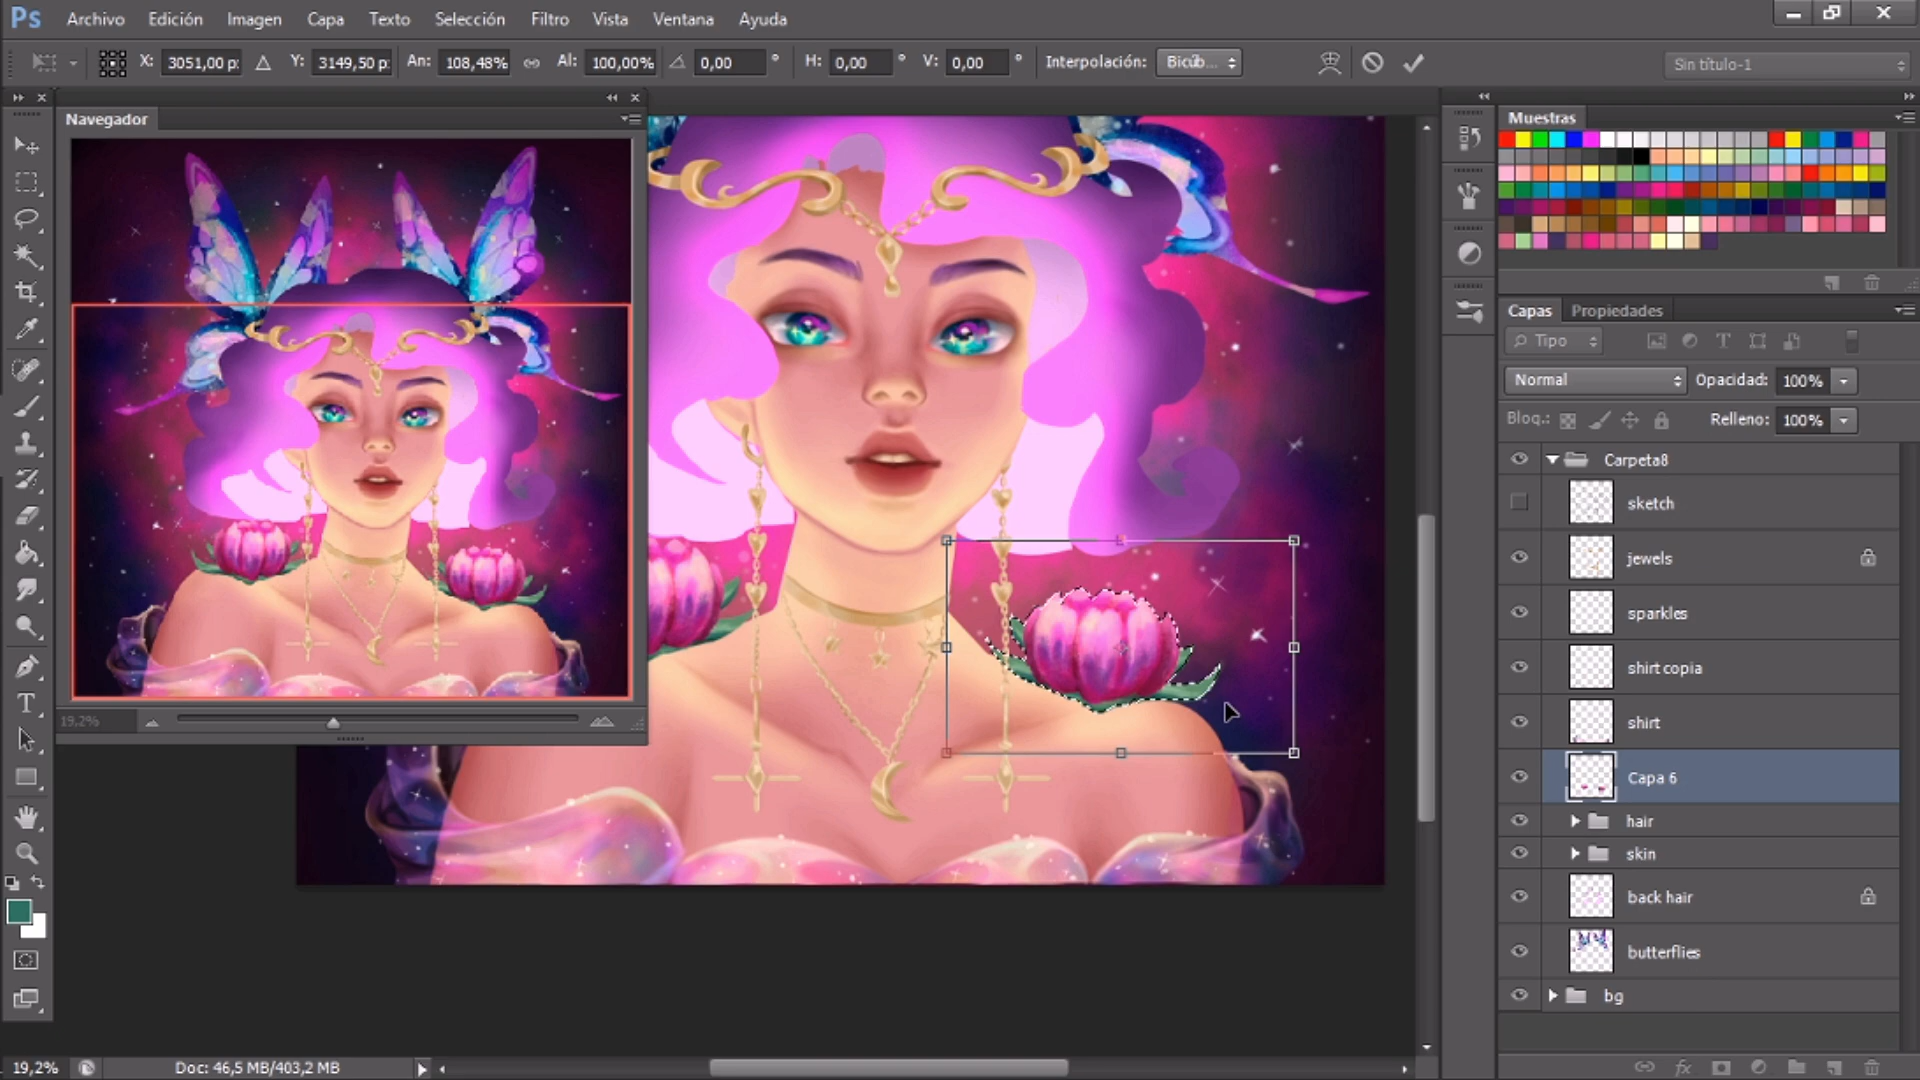 Ps Archivo Edición Imagen Capa Texto Selección Filtro Vista Ventana Ayuda
X: 3051,00 p: Y: 3149,50 p: An: 108,48% Al: 100,00% 0,00 ° H: 0,00 ° V: 0,00 ° Interpolación: Sin título-1
Navegador
19.2%
Muestras
Capas Propiedades
Tipo
Normal Opacidad: 100%
Bloq.: Relleno: 100%
Carpeta8
sketch
jewels
sparkles
shirt copia
shirt
Capa 6
hair
skin
back hair
butterflies
bg
19,2% Doc: 46,5 MB/403,2 MB